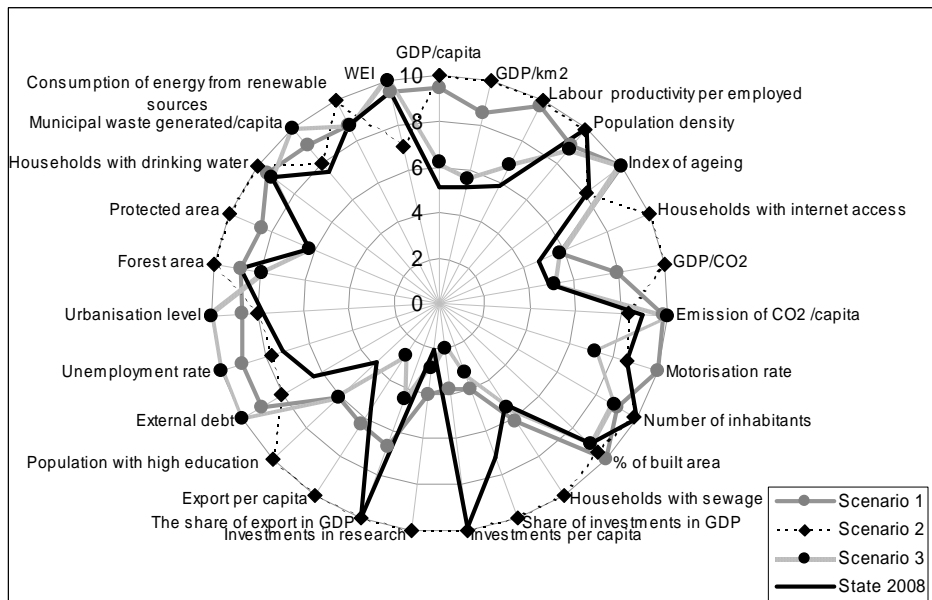 GDP/capita
GDP/km2
Labour productivity per employed
Population density
Index of ageing
Households with internet access
GDP/CO2
Emission of CO2 /capita
Motorisation rate
Number of inhabitants
% of built area
Households with sewage
Share of investments in GDP
Investments per capita
Investments in research
The share of export in GDP
Export per capita
Population with high education
External debt
Unemployment rate
Urbanisation level
Forest area
Protected area
Households with drinking water
Municipal waste generated/capita
Consumption of energy from renewable
sources
WEI
10
8
6
4
2
0
Scenario 1
Scenario 2
Scenario 3
State 2008